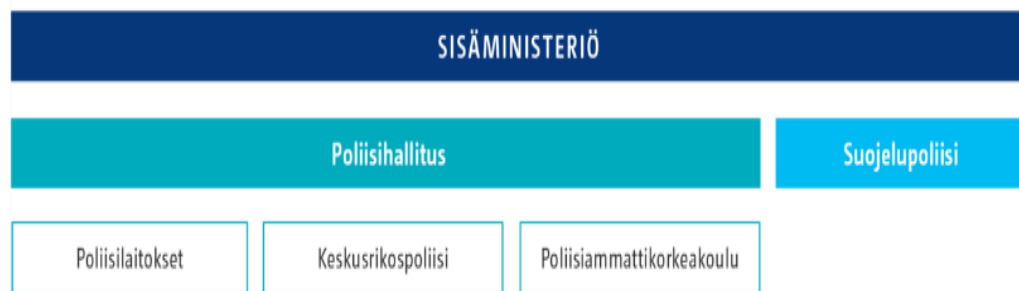 SISÄMINISTERIÖ
Poliisihallitus
Suojelupoliisi
Poliisilaitokset
Keskusrikospoliisi
Poliisiammattikorkeakoulu